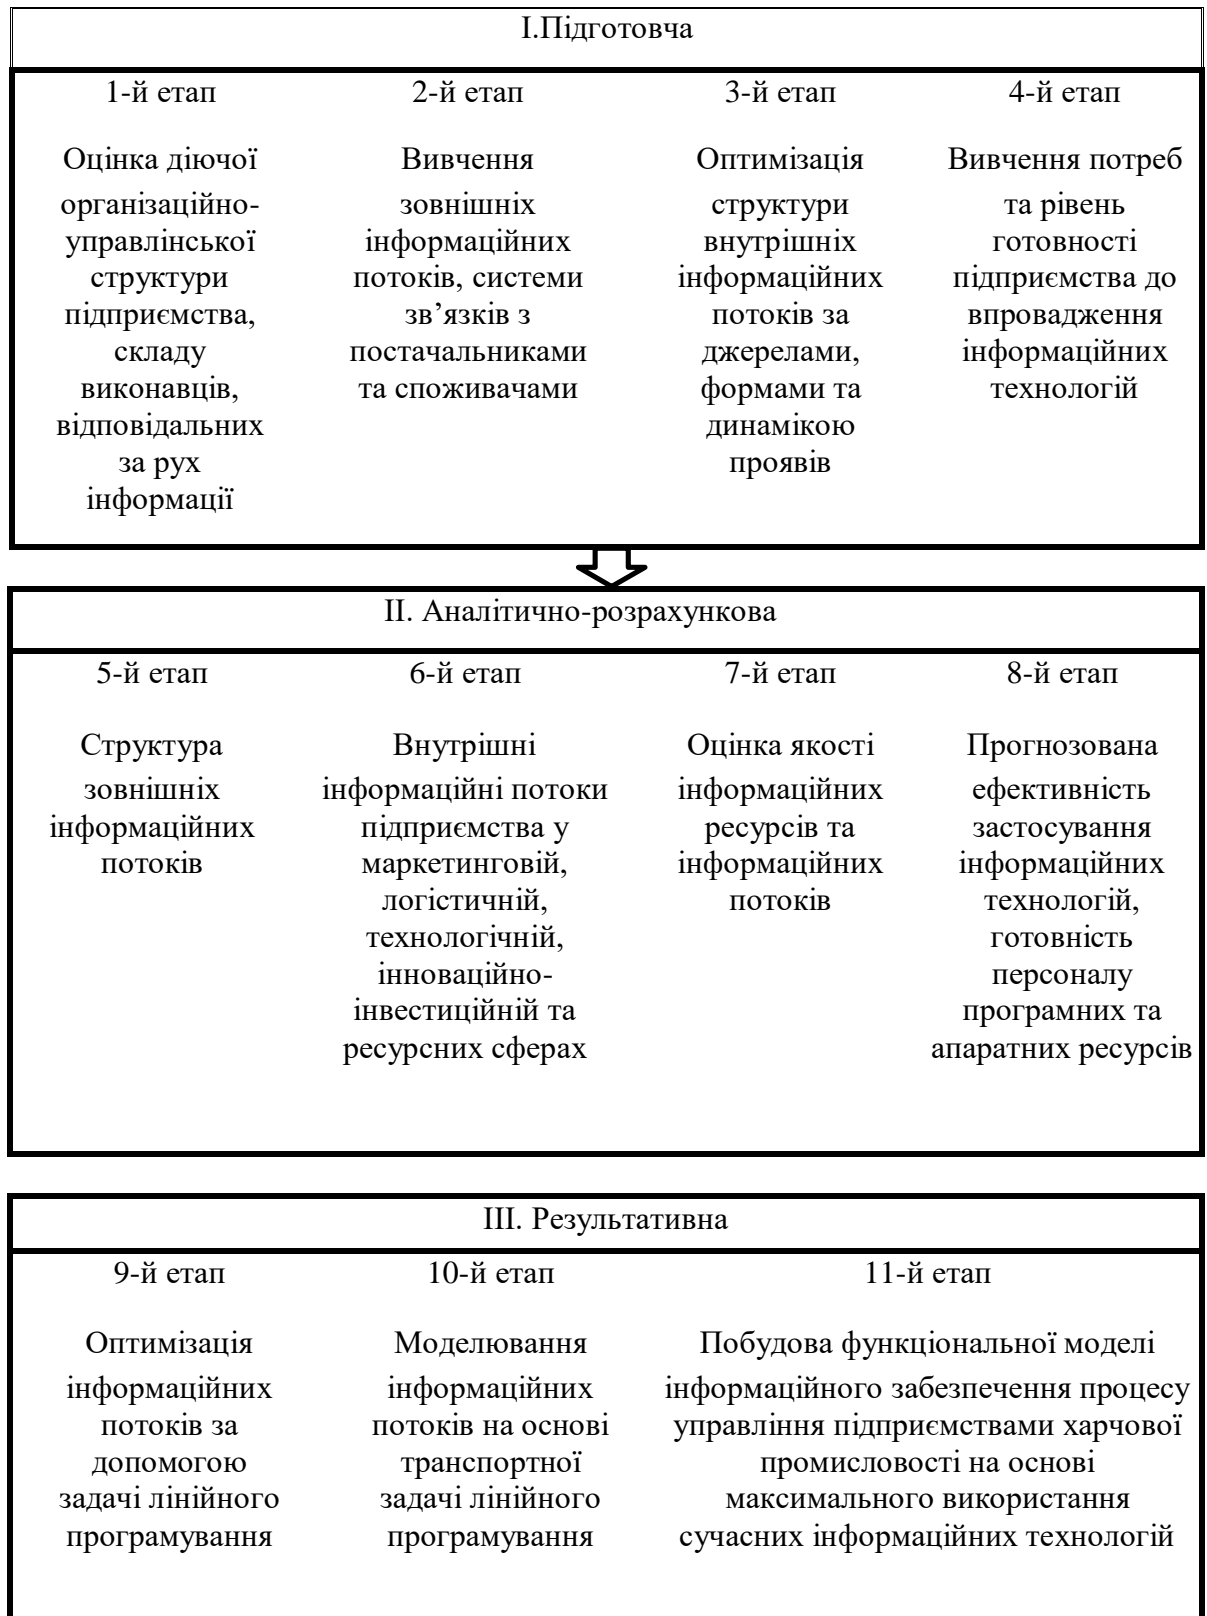 І.Підготовча
1-й етап
Оцінка діючої
організаційно-
управлінської
структури
підприємства,
складу
виконавців,
відповідальних
за рух
інформації
2-й етап
Вивчення
зовнішніх
інформаційних
потоків, системи
зв’язків з
постачальниками
та споживачами
3-й етап
Оптимізація
структури
внутрішніх
інформаційних
потоків за
джерелами,
формами та
динамікою
проявів
4-й етап
Вивчення потреб
та рівень
готовності
підприємства до
впровадження
інформаційних
технологій
ІІ. Аналітично-розрахункова
5-й етап
Структура
зовнішніх
інформаційних
потоків
6-й етап
Внутрішні
інформаційні потоки
підприємства у
маркетинговій,
логістичній,
технологічній,
інноваційно-
інвестиційній та
ресурсних сферах
7-й етап
Оцінка якості
інформаційних
ресурсів та
інформаційних
потоків
8-й етап
Прогнозована
ефективність
застосування
інформаційних
технологій,
готовність
персоналу
програмних та
апаратних ресурсів
ІІІ. Результативна
9-й етап
Оптимізація
інформаційних
потоків за
допомогою
задачі лінійного
програмування
10-й етап
Моделювання
інформаційних
потоків на основі
транспортної
задачі лінійного
програмування
11-й етап
Побудова функціональної моделі
інформаційного забезпечення процесу
управління підприємствами харчової
промисловості на основі
максимального використання
сучасних інформаційних технологій